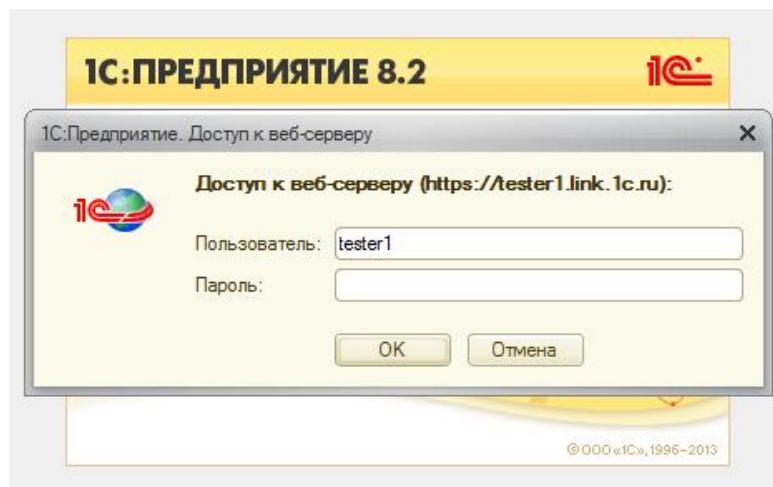 1С:ПРЕДПРИЯТИЕ 8.2
1С:Предприятие. Доступ к веб-серверу
Доступ к веб-серверу (https://tester1.link.1c.ru):
Пользователь: tester1
Пароль:
OK Отмена
© ООО «1С», 1996–2013